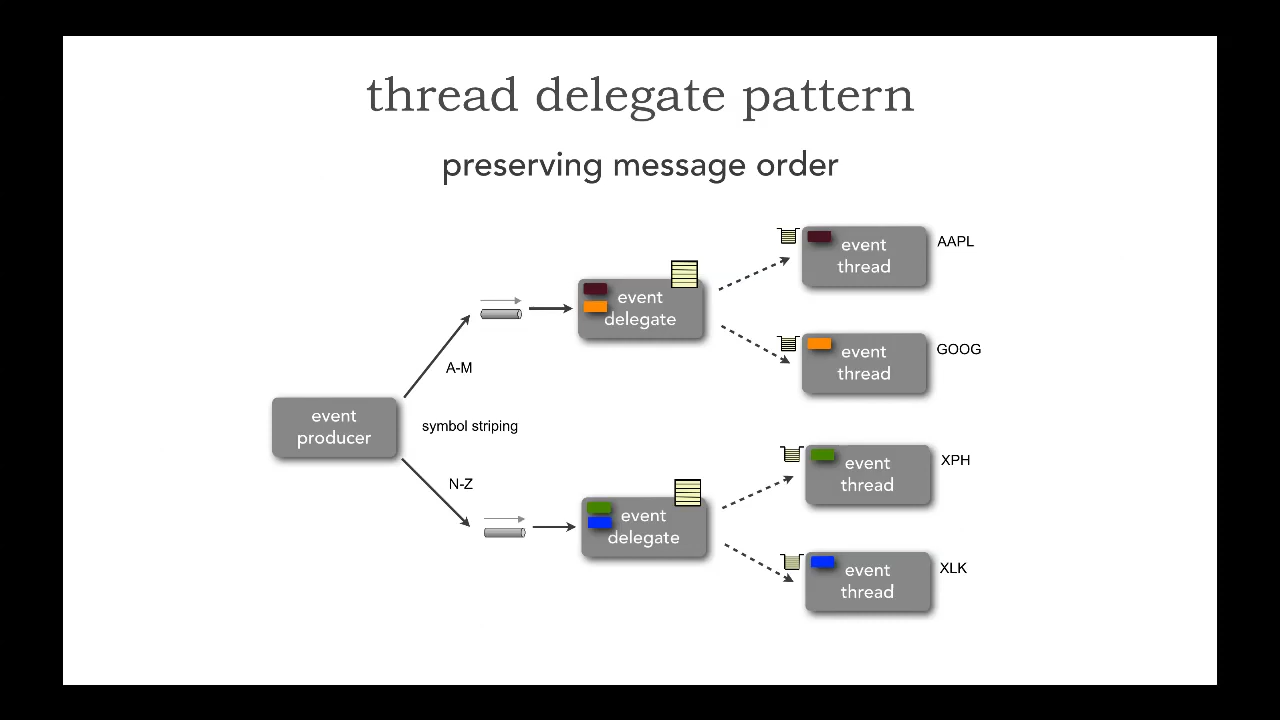 thread delegate pattern
preserving message order
event
thread
AAPL
event
delegate
event
thread
GOOG
A-M
event
producer
symbol striping
event
thread
XPH
N-Z
event
delegate
event
thread
XLK